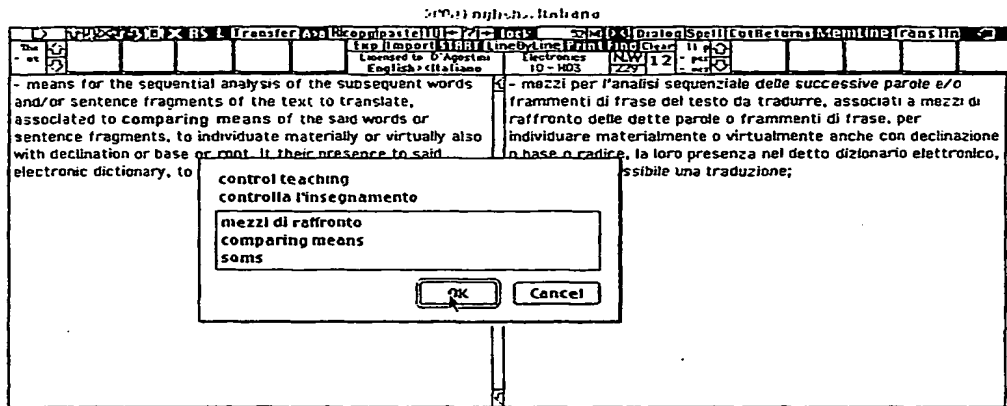 English><Italiano
Transfer
LineByLine Print Find Clear
Dialog Spell
Exp Import START
Licensed to D'Agostini
English><Italiano
Electronics
10 - H03
N.W
229
12
- means for the sequential analysis of the subsequent words
and/or sentence fragments of the text to translate,
associated to comparing means of the said words or
sentence fragments, to individuate materially or virtually also
with declination or base or root, it their presence to said
electronic dictionary, to
- mezzi per l'analisi sequenziale delle successive parole e/o
frammenti di frase del testo da tradurre, associati a mezzi di
raffronto delle dette parole o frammenti di frase, per
individuare materialmente o virtualmente anche con declinazione
o base o radice, la loro presenza nel detto dizionario elettronico,
ssibile una traduzione;
control teaching
controlla l'insegnamento
mezzi di raffronto
comparing means
soms
OK
Cancel